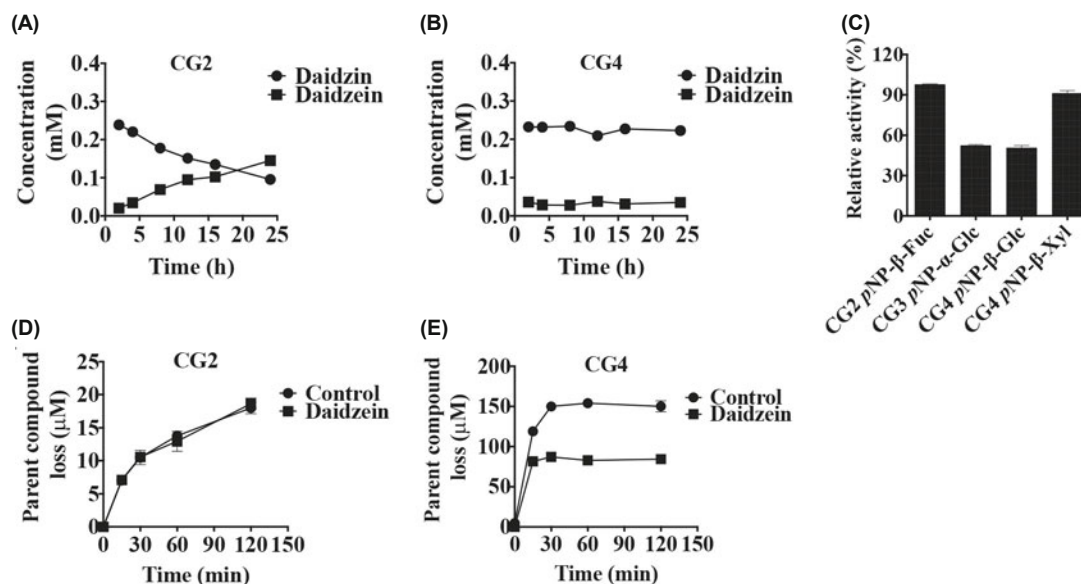 (A)
CG2
Daidzin
Daidzein
0.4
0.3
0.2
0.1
0.0
Concentration
(mM)
0 5 10 15 20 25
Time (h)
(B)
CG4
Daidzin
Daidzein
0.4
0.3
0.2
0.1
0.0
Concentration
(mM)
0 5 10 15 20 25
Time (h)
(C)
120
90
60
30
0
Relative activity (%)
CG2 pNP-β-Fuc
CG3 pNP-α-Glc
CG4 pNP-β-Glc
CG4 pNP-β-Xyl
(D)
CG2
Control
Daidzein
25
20
15
10
5
0
Parent compound
loss (μM)
0 30 60 90 120 150
Time (min)
(E)
CG4
Control
Daidzein
200
150
100
50
0
Parent compound
loss (μM)
0 30 60 90 120 150
Time (min)